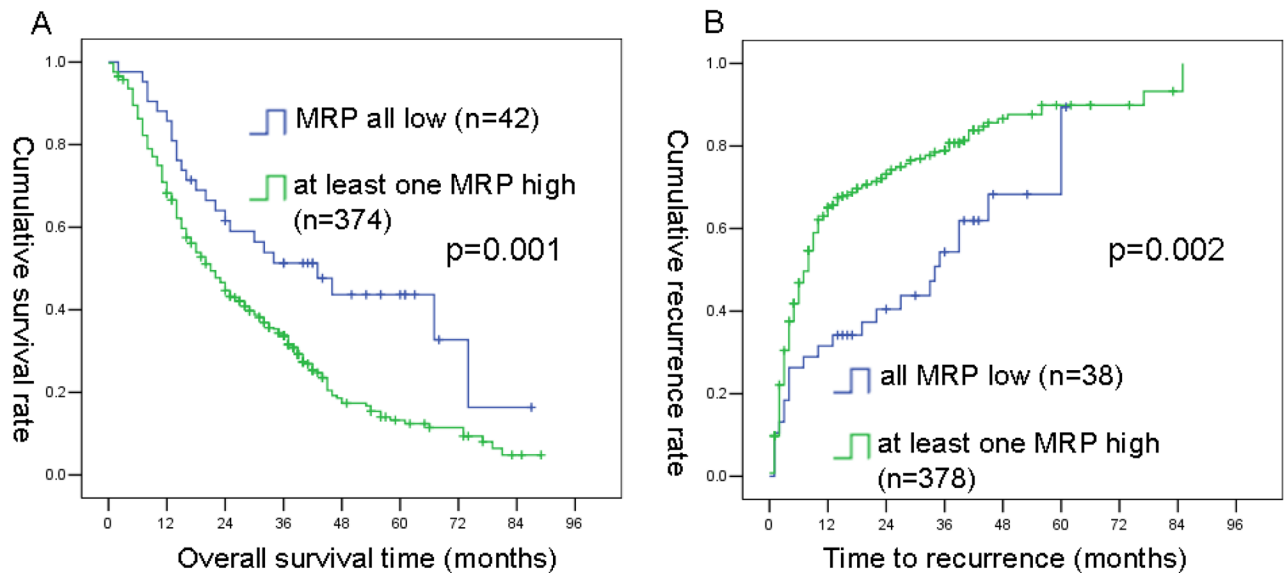 A
Cumulative survival rate
1.0
0.8
0.6
0.4
0.2
0.0
MRP all low (n=42)
at least one MRP high
(n=374)
p=0.001
0 12 24 36 48 60 72 84 96
Overall survival time (months)
B
Cumulative recurrence rate
1.0
0.8
0.6
0.4
0.2
0.0
p=0.002
all MRP low (n=38)
at least one MRP high
(n=378)
0 12 24 36 48 60 72 84 96
Time to recurrence (months)